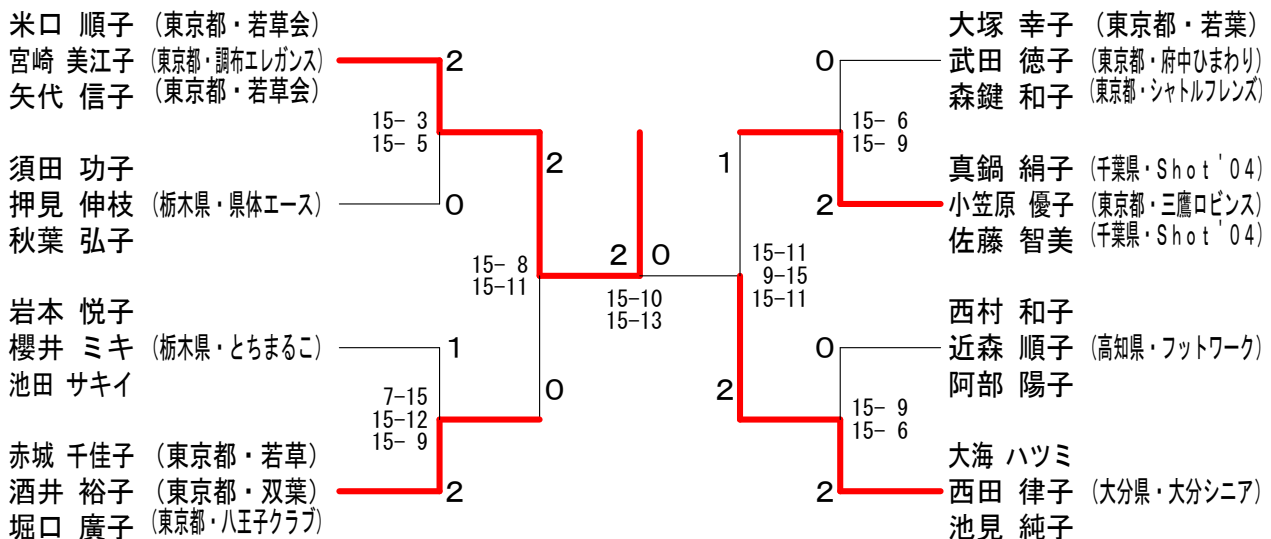 米口 順子 (東京都・若草会)
宮崎 美江子 (東京都・調布エレガンス)
矢代 信子 (東京都・若草会)
2
15- 3
15- 5
須田 功子
押見 伸枝 (栃木県・県体エース)
秋葉 弘子
0
2
15- 8
15-11
岩本 悦子
櫻井 ミキ (栃木県・とちまるこ)
池田 サキイ
1
7-15
15-12
15- 9
0
赤城 千佳子 (東京都・若草)
酒井 裕子 (東京都・双葉)
堀口 廣子 (東京都・八王子クラブ)
2
2 0
15-10
15-13
大塚 幸子 (東京都・若葉)
武田 徳子 (東京都・府中ひまわり)
森鍵 和子 (東京都・シャトルフレンズ)
0
15- 6
15- 9
1
真鍋 絹子 (千葉県・Shot'04)
小笠原 優子 (東京都・三鷹ロビンス)
佐藤 智美 (千葉県・Shot'04)
2
15-11
9-15
15-11
西村 和子
近森 順子 (高知県・フットワーク)
阿部 陽子
0
2
15- 9
15- 6
大海 ハツミ
西田 律子 (大分県・大分シニア)
池見 純子
2